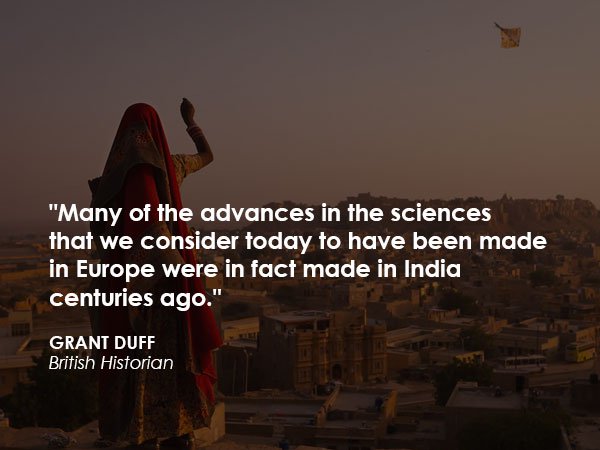 "Many of the advances in the sciences
that we consider today to have been made
in Europe were in fact made in India
centuries ago."
GRANT DUFF
British Historian